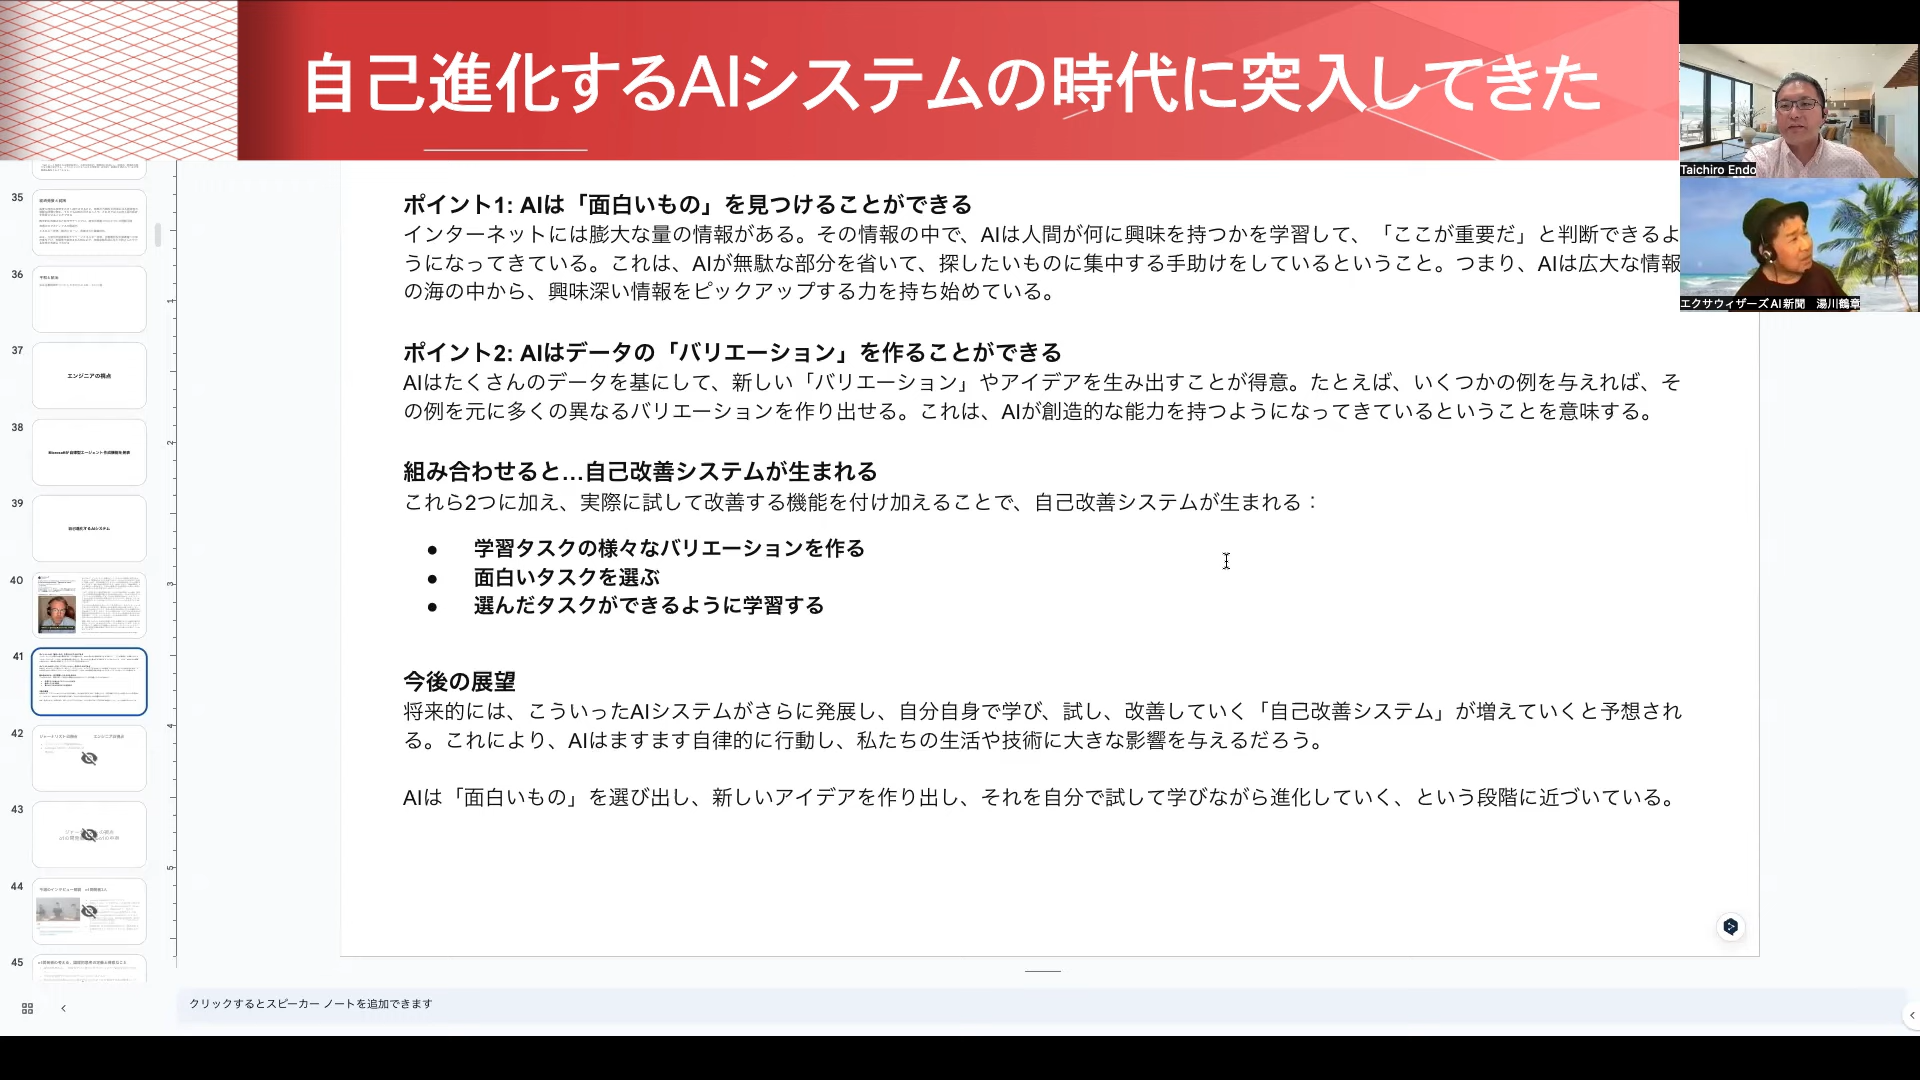 自己進化するAIシステムの時代に突入してきた
Taichiro Endo
エクサウィザーズAI新聞　湯川鶴章
ポイント1: AIは「面白いもの」を見つけることができる
インターネットには膨大な量の情報がある。その情報の中で、AIは人間が何に興味を持つかを学習して、「ここが重要だ」と判断できるよ
うになってきている。これは、AIが無駄な部分を省いて、探したいものに集中する手助けをしているということ。つまり、AIは広大な情報
の海の中から、興味深い情報をピックアップする力を持ち始めている。
ポイント2: AIはデータの「バリエーション」を作ることができる
AIはたくさんのデータを基にして、新しい「バリエーション」やアイデアを生み出すことが得意。たとえば、いくつかの例を与えれば、そ
の例を元に多くの異なるバリエーションを作り出せる。これは、AIが創造的な能力を持つようになってきているということを意味する。
組み合わせると…自己改善システムが生まれる
これら2つに加え、実際に試して改善する機能を付け加えることで、自己改善システムが生まれる：
● 学習タスクの様々なバリエーションを作る
● 面白いタスクを選ぶ
● 選んだタスクができるように学習する
今後の展望
将来的には、こういったAIシステムがさらに発展し、自分自身で学び、試し、改善していく「自己改善システム」が増えていくと予想され
る。これにより、AIはますます自律的に行動し、私たちの生活や技術に大きな影響を与えるだろう。
AIは「面白いもの」を選び出し、新しいアイデアを作り出し、それを自分で試して学びながら進化していく、という段階に近づいている。
35
36
37
エンジニアの視点
38
39
自己進化するAIシステム
40
41
42
43
44
45
1
2
3
4
5
クリックするとスピーカー ノートを追加できます